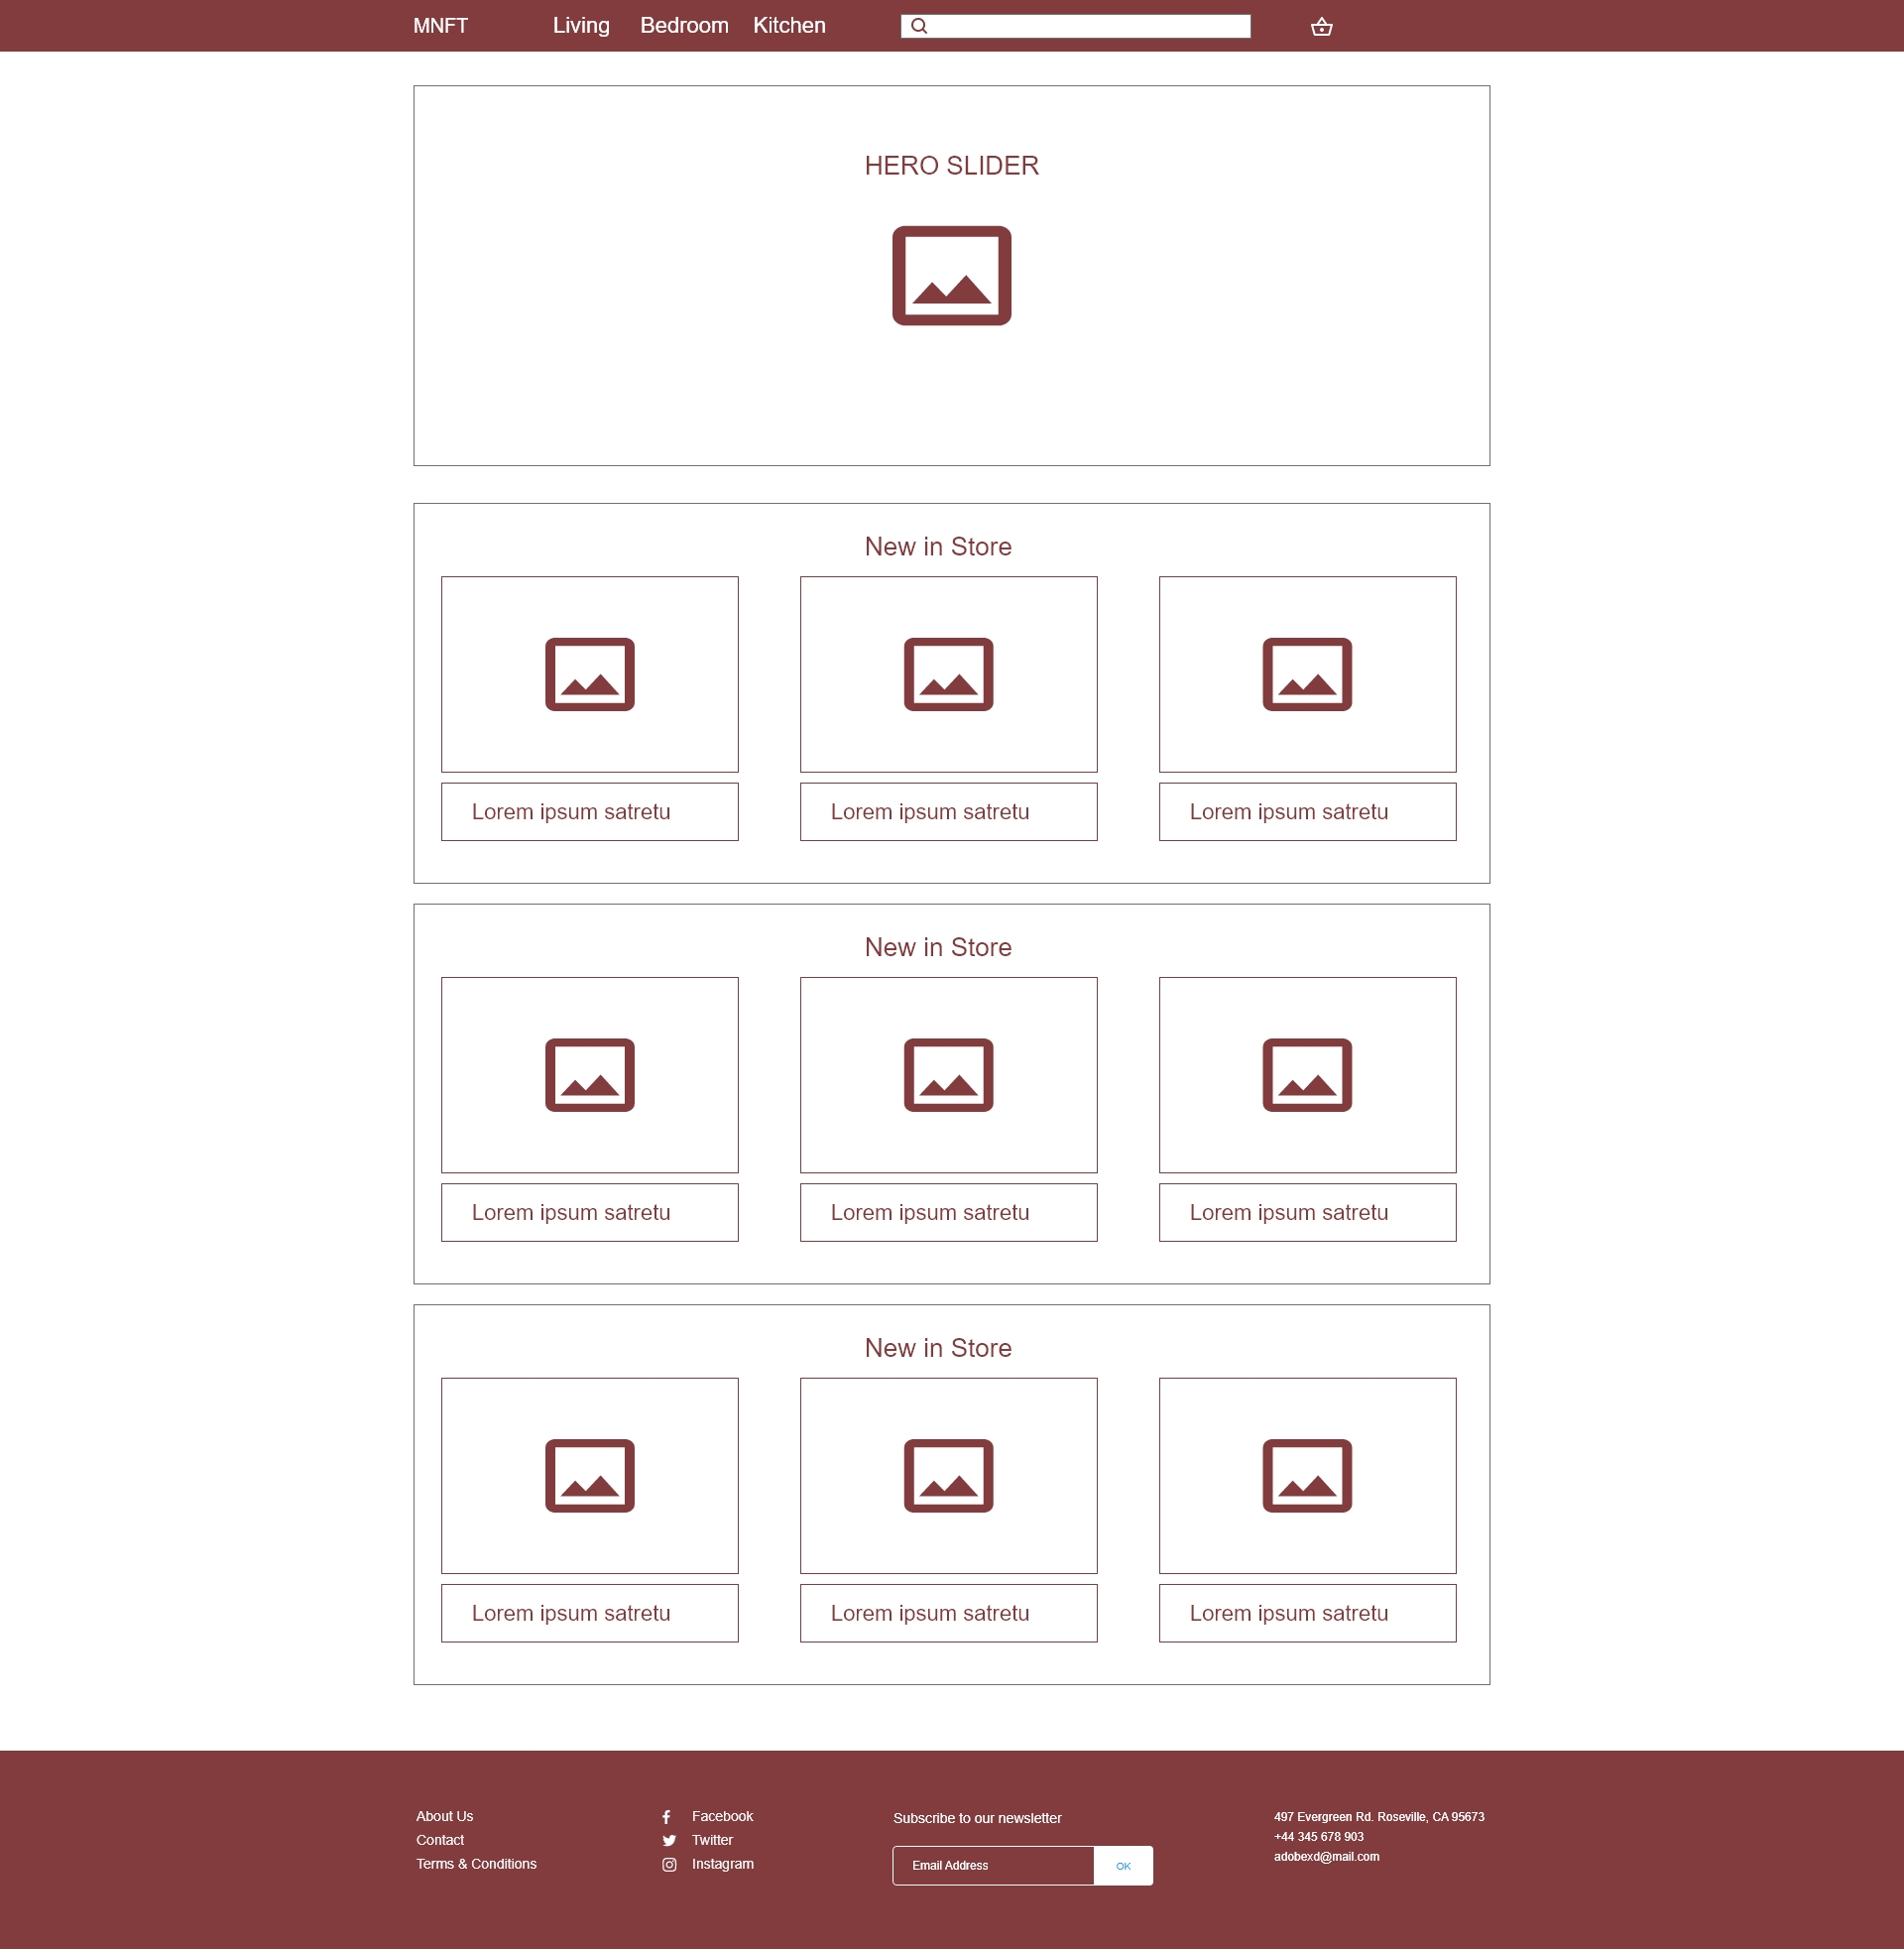 MNFT Living Bedroom Kitchen
HERO SLIDER
New in Store
Lorem ipsum satretu
Lorem ipsum satretu
Lorem ipsum satretu
New in Store
Lorem ipsum satretu
Lorem ipsum satretu
Lorem ipsum satretu
New in Store
Lorem ipsum satretu
Lorem ipsum satretu
Lorem ipsum satretu
About Us
Contact
Terms & Conditions
Facebook
Twitter
Instagram
Subscribe to our newsletter
Email Address
OK
497 Evergreen Rd. Roseville, CA 95673
+44 345 678 903
adobexd@mail.com